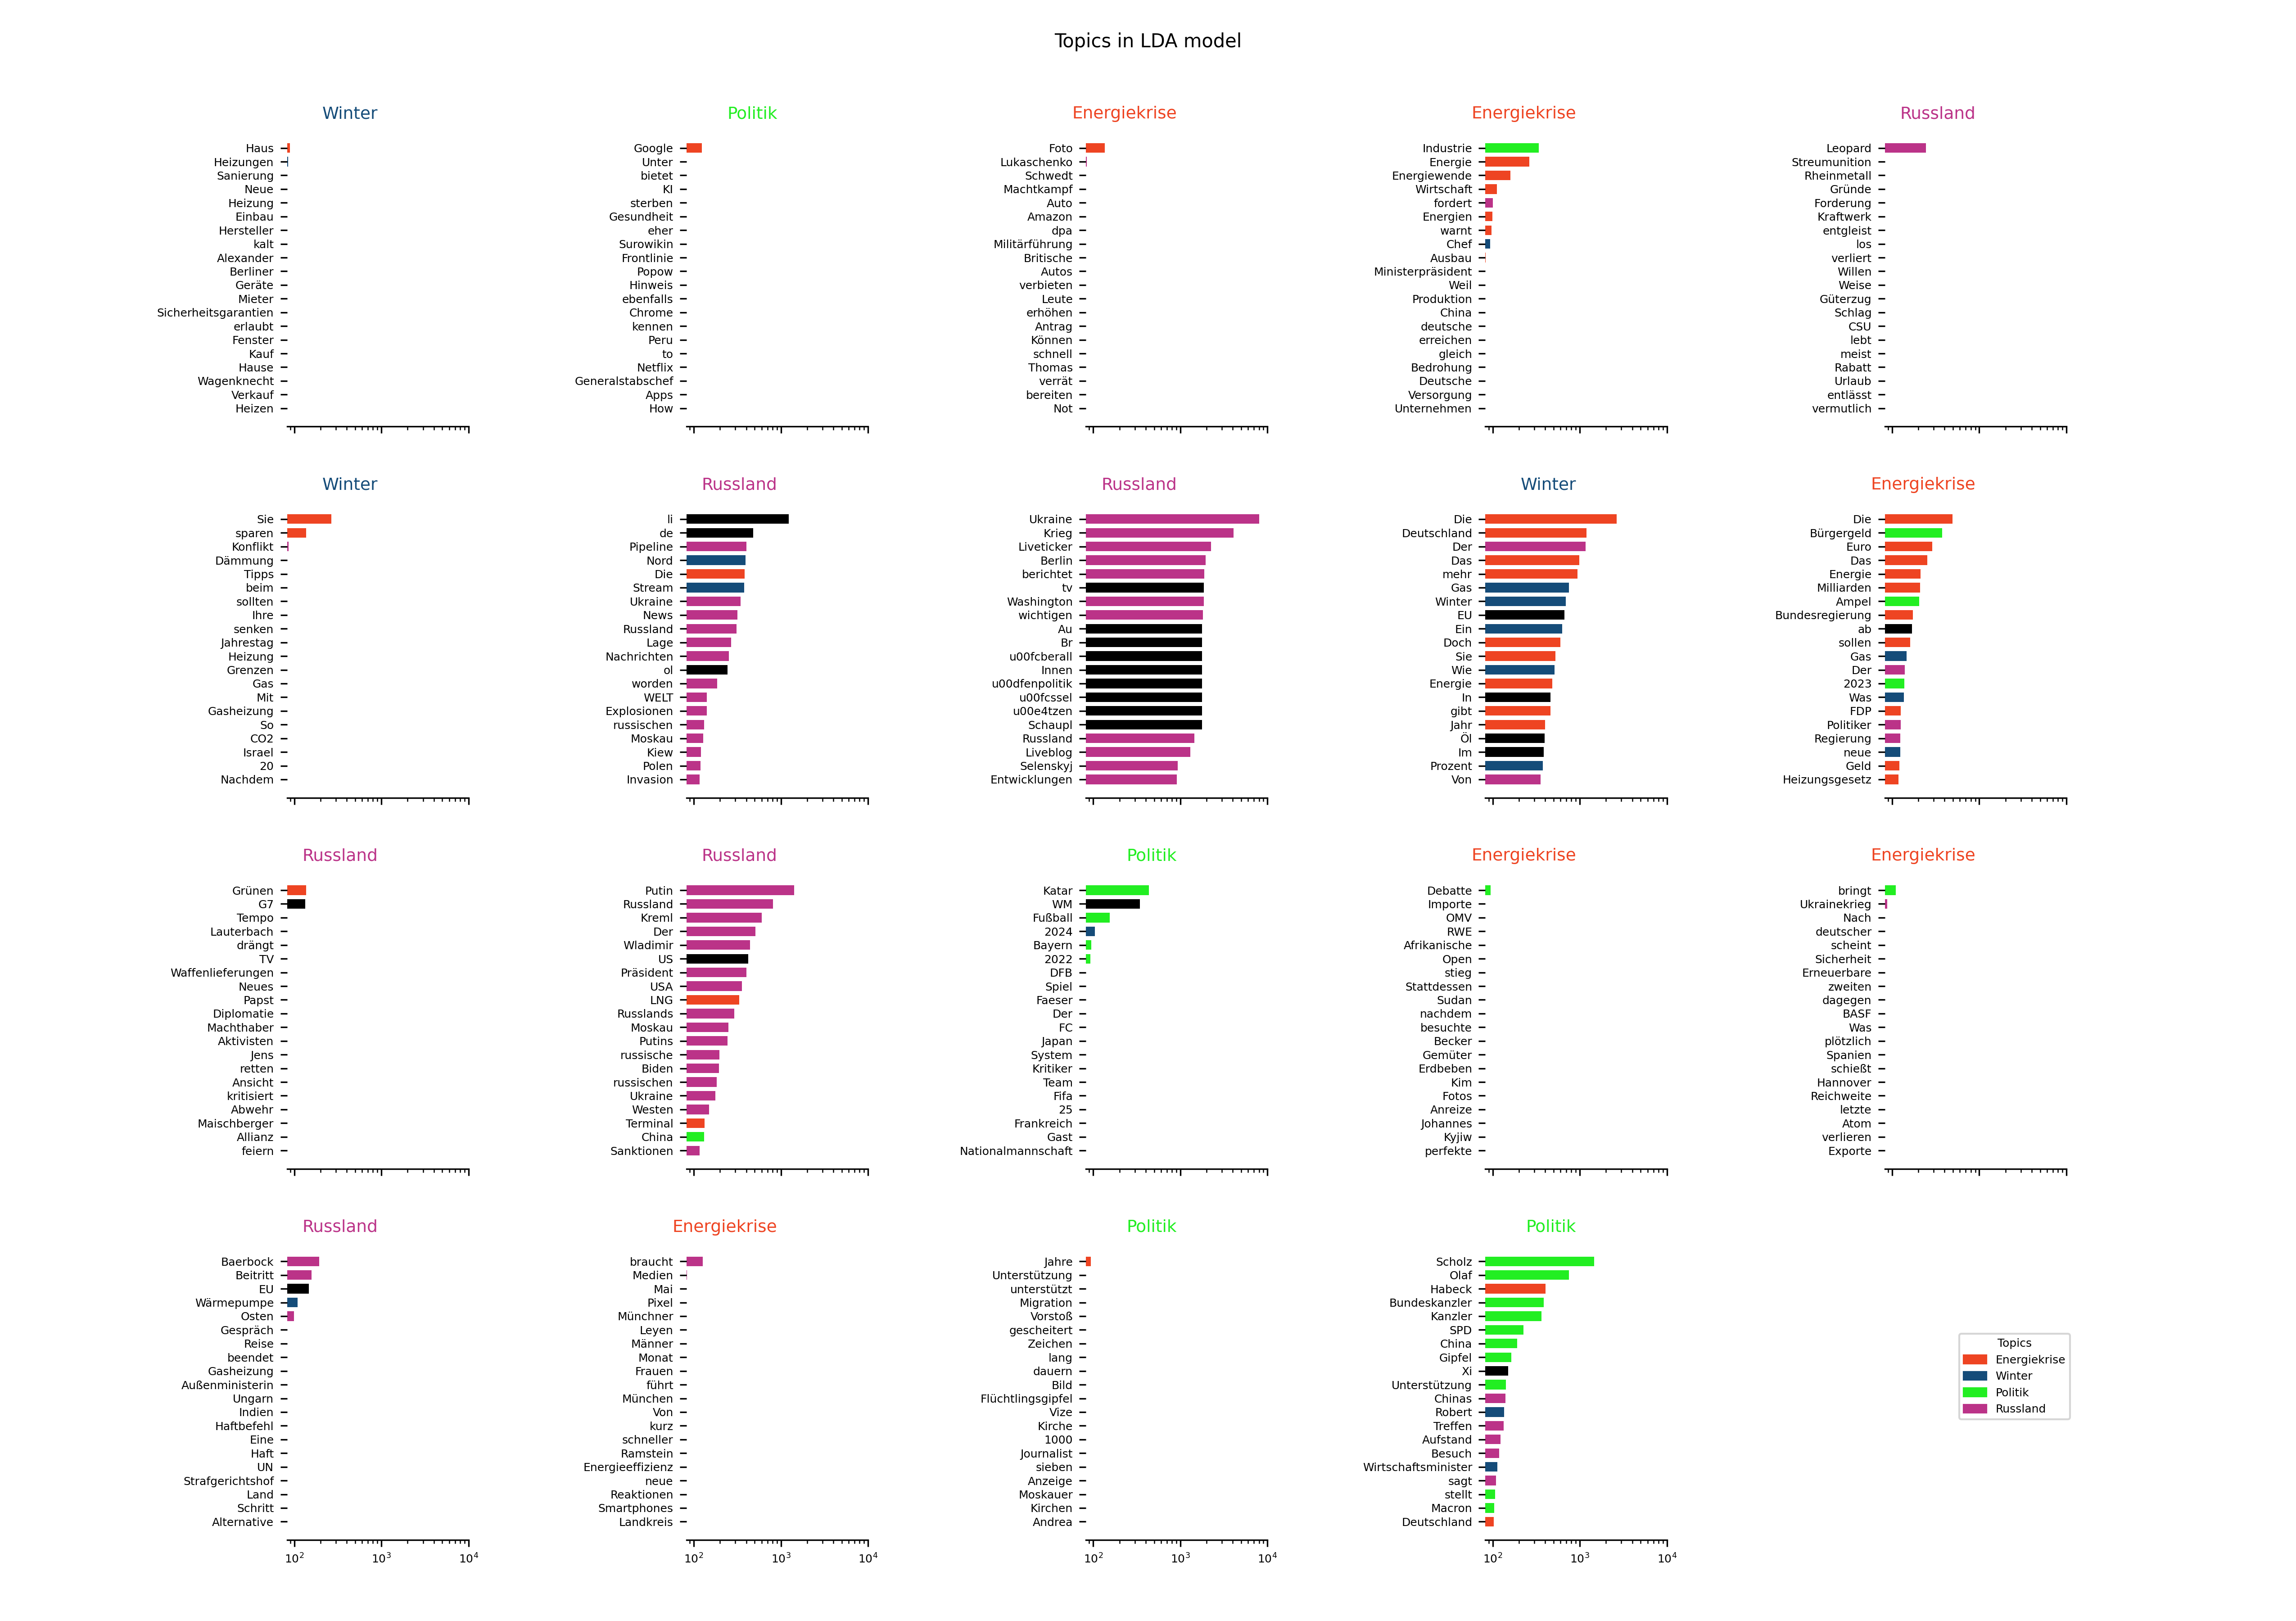 Topics in LDA model
Winter
Haus
Heizungen
Sanierung
Neue
Heizung
Einbau
Hersteller
kalt
Alexander
Berliner
Geräte
Mieter
Sicherheitsgarantien
erlaubt
Fenster
Kauf
Hause
Wagenknecht
Verkauf
Heizen
Politik
Google
Unter
bietet
KI
sterben
Gesundheit
eher
Surowikin
Frontlinie
Popow
Hinweis
ebenfalls
Chrome
kennen
Peru
to
Netflix
Generalstabschef
Apps
How
Energiekrise
Foto
Lukaschenko
Schwedt
Machtkampf
Auto
Amazon
dpa
Militärführung
Britische
Autos
verbieten
Leute
erhöhen
Antrag
Können
schnell
Thomas
verrät
bereiten
Not
Energiekrise
Industrie
Energie
Energiewende
Wirtschaft
fordert
Energien
warnt
Chef
Ausbau
Ministerpräsident
Weil
Produktion
China
deutsche
erreichen
gleich
Bedrohung
Deutsche
Versorgung
Unternehmen
Russland
Leopard
Streumunition
Rheinmetall
Gründe
Forderung
Kraftwerk
entgleist
los
verliert
Willen
Weise
Güterzug
Schlag
CSU
lebt
meist
Rabatt
Urlaub
entlässt
vermutlich
Winter
Sie
sparen
Konflikt
Dämmung
Tipps
beim
sollten
Ihre
senken
Jahrestag
Heizung
Grenzen
Gas
Mit
Gasheizung
So
CO2
Israel
20
Nachdem
Russland
li
de
Pipeline
Nord
Die
Stream
Ukraine
News
Russland
Lage
Nachrichten
ol
worden
WELT
Explosionen
russischen
Moskau
Kiew
Polen
Invasion
Russland
Ukraine
Krieg
Liveticker
Berlin
berichtet
tv
Washington
wichtigen
Au
Br
u00fcberall
Innen
u00dfenpolitik
u00fcssel
u00e4tzen
Schaupl
Russland
Liveblog
Selenskyj
Entwicklungen
Winter
Die
Deutschland
Der
Das
mehr
Gas
Winter
EU
Ein
Doch
Sie
Wie
Energie
In
gibt
Jahr
Öl
Im
Prozent
Von
Energiekrise
Die
Bürgergeld
Euro
Das
Energie
Milliarden
Ampel
Bundesregierung
ab
sollen
Gas
Der
2023
Was
FDP
Politiker
Regierung
neue
Geld
Heizungsgesetz
Russland
Grünen
G7
Tempo
Lauterbach
drängt
TV
Waffenlieferungen
Neues
Papst
Diplomatie
Machthaber
Aktivisten
Jens
retten
Ansicht
kritisiert
Abwehr
Maischberger
Allianz
feiern
Russland
Putin
Russland
Kreml
Der
Wladimir
US
Präsident
USA
LNG
Russlands
Moskau
Putins
russische
Biden
russischen
Ukraine
Westen
Terminal
China
Sanktionen
Politik
Katar
WM
Fußball
2024
Bayern
2022
DFB
Spiel
Faeser
Der
FC
Japan
System
Kritiker
Team
Fifa
25
Frankreich
Gast
Nationalmannschaft
Energiekrise
Debatte
Importe
OMV
RWE
Afrikanische
Open
stieg
Stattdessen
Sudan
nachdem
besuchte
Becker
Gemüter
Erdbeben
Kim
Fotos
Anreize
Johannes
Kyjiw
perfekte
Energiekrise
bringt
Ukrainekrieg
Nach
deutscher
scheint
Sicherheit
Erneuerbare
zweiten
dagegen
BASF
Was
plötzlich
Spanien
schießt
Hannover
Reichweite
letzte
Atom
verlieren
Exporte
Russland
Baerbock
Beitritt
EU
Wärmepumpe
Osten
Gespräch
Reise
beendet
Gasheizung
Außenministerin
Ungarn
Indien
Haftbefehl
Eine
Haft
UN
Strafgerichtshof
Land
Schritt
Alternative
10² 10³ 10⁴
Energiekrise
braucht
Medien
Mai
Pixel
Münchner
Leyen
Männer
Monat
Frauen
führt
München
Von
kurz
schneller
Ramstein
Energieeffizienz
neue
Reaktionen
Smartphones
Landkreis
10² 10³ 10⁴
Politik
Jahre
Unterstützung
unterstützt
Migration
Vorstoß
gescheitert
Zeichen
lang
dauern
Bild
Flüchtlingsgipfel
Vize
Kirche
1000
Journalist
sieben
Anzeige
Moskauer
Kirchen
Andrea
10² 10³ 10⁴
Politik
Scholz
Olaf
Habeck
Bundeskanzler
Kanzler
SPD
China
Gipfel
Xi
Unterstützung
Chinas
Robert
Treffen
Aufstand
Besuch
Wirtschaftsminister
sagt
stellt
Macron
Deutschland
10² 10³ 10⁴
Topics
Energiekrise
Winter
Politik
Russland